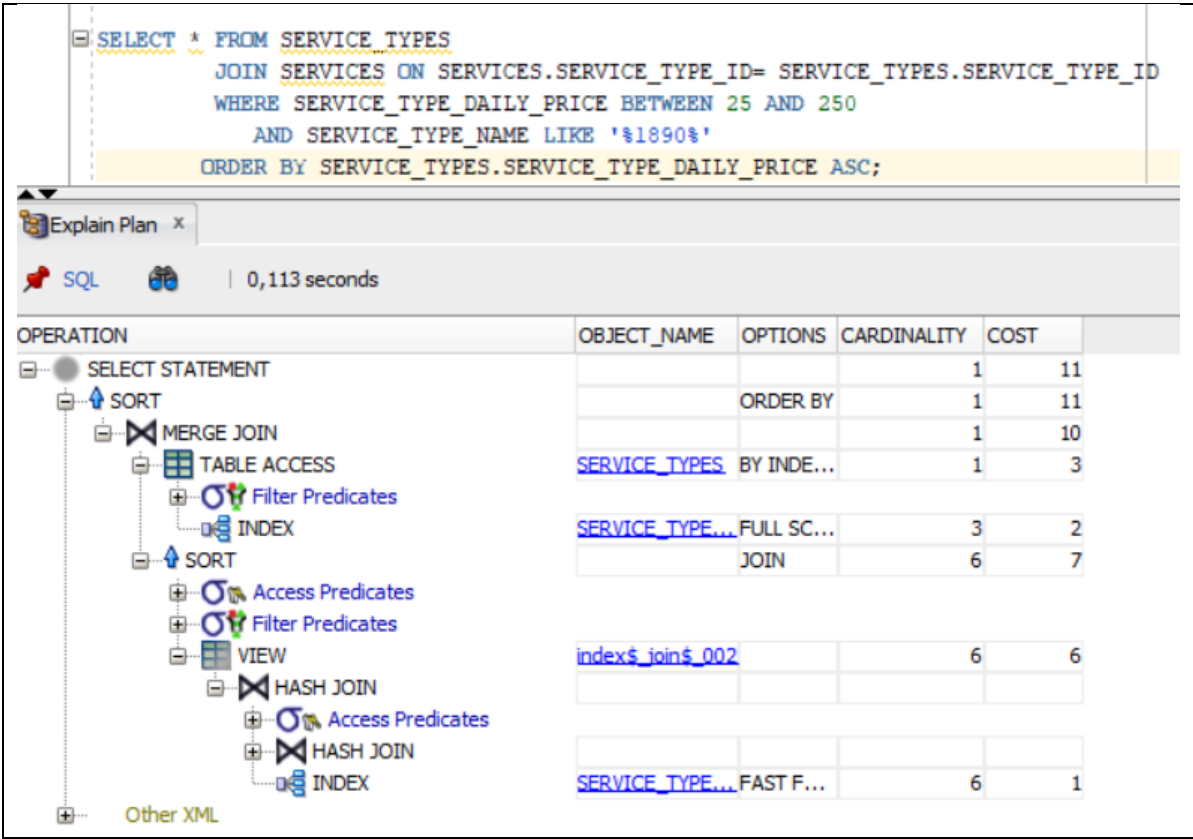 SELECT * FROM SERVICE_TYPES
JOIN SERVICES ON SERVICES.SERVICE_TYPE_ID= SERVICE_TYPES.SERVICE_TYPE_ID
WHERE SERVICE_TYPE_DAILY_PRICE BETWEEN 25 AND 250
AND SERVICE_TYPE_NAME LIKE '%1890%'
ORDER BY SERVICE_TYPES.SERVICE_TYPE_DAILY_PRICE ASC;
Explain Plan x
SQL | 0,113 seconds
OPERATION OBJECT_NAME OPTIONS CARDINALITY COST
SELECT STATEMENT 1 11
SORT ORDER BY 1 11
MERGE JOIN 1 10
TABLE ACCESS SERVICE_TYPES BY INDE... 1 3
Filter Predicates
INDEX SERVICE_TYPE... FULL SC... 3 2
SORT JOIN 6 7
Access Predicates
Filter Predicates
VIEW index$_join$_002 6 6
HASH JOIN
Access Predicates
HASH JOIN
INDEX SERVICE_TYPE... FAST F... 6 1
Other XML